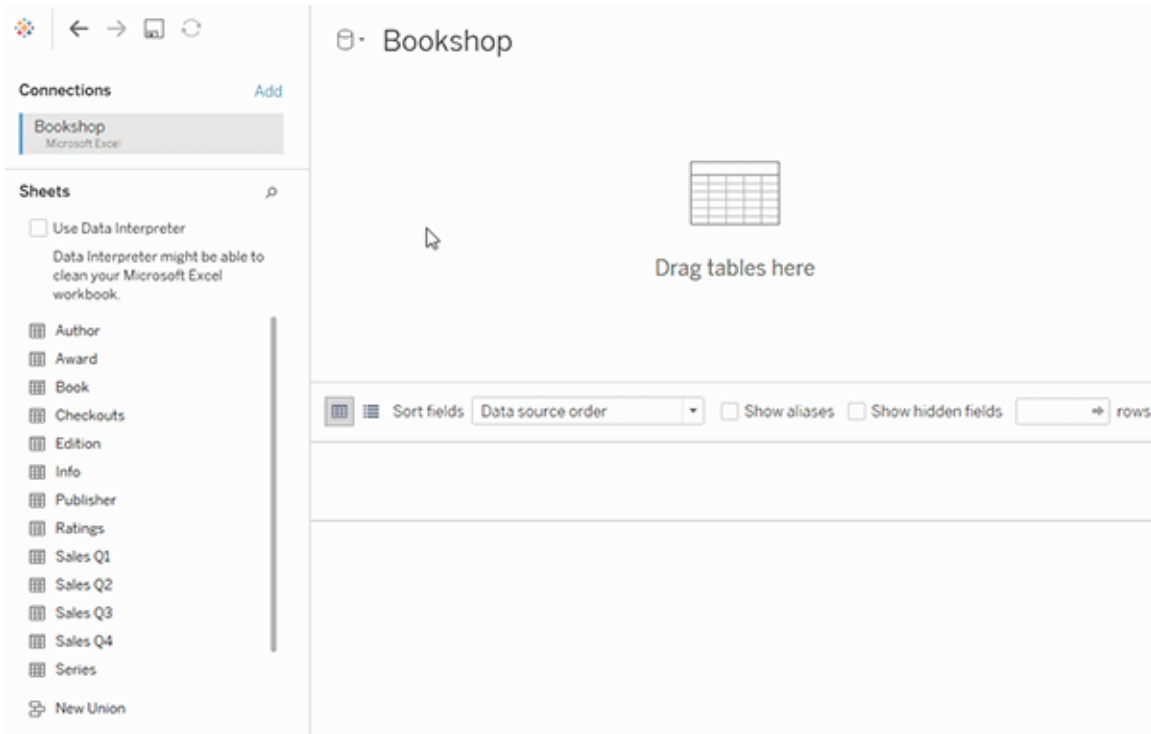 Bookshop
Connections
Add
Bookshop
Microsoft Excel
Sheets
Use Data Interpreter
Data Interpreter might be able to
clean your Microsoft Excel
workbook.
Author
Award
Book
Checkouts
Edition
Info
Publisher
Ratings
Sales Q1
Sales Q2
Sales Q3
Sales Q4
Series
New Union
Drag tables here
Sort fields
Data source order
Show aliases
Show hidden fields
rows